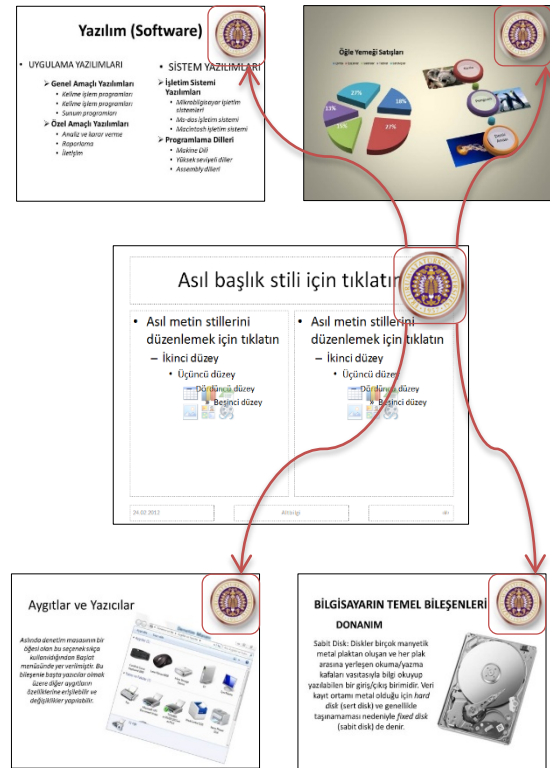 Yazılım (Software)
• UYGULAMA YAZILIMLARI
➢ Genel Amaçlı Yazılımları
• Kelime işlem programları
• Kelime işlem programları
• Sunum programları
➢ Özel Amaçlı Yazılımları
• Analiz ve karar verme
• Raporlama
• İletişim
• SİSTEM YAZILIMLARI
➢ İşletim Sistemi
Yazılımları
• Mikrobilgisayar işletim
sistemleri
• Ms-dos işletim sistemi
• Macintosh işletim sistemi
➢ Programlama Dilleri
• Makine Dili
• Yüksek seviyeli diller
• Assembly dilleri
Öğle Yemeği Satışları
27%
18%
13%
15%
27%
Asıl başlık stili için tıklatın
• Asıl metin stillerini
düzenlemek için tıklatın
– İkinci düzey
• Üçüncü düzey
– Dördüncü düzey
» Beşinci düzey
• Asıl metin stillerini
düzenlemek için tıklatın
– İkinci düzey
• Üçüncü düzey
– Dördüncü düzey
» Beşinci düzey
24.02.2012
Altbilgi
Aygıtlar ve Yazıcılar
Aslında denetim masasının bir
öğesi olan bu seçenek sıkça
kullanıldığından Başlat
menüsünde yer verilmiştir. Bu
bileşenle başta yazıcılar olmak
üzere diğer aygıtların
özelliklerine erişilebilir ve
değişiklikler yapılabilir.
BİLGİSAYARIN TEMEL BİLEŞENLERİ
DONANIM
Sabit Disk: Diskler birçok manyetik
metal plaktan oluşan ve her plak
arasına yerleşen okuma/yazma
kafaları vasıtasıyla bilgi okuyup
yazılabilen bir giriş/çıkış birimidir. Veri
kayıt ortamı metal olduğu için hard
disk (sert disk) ve genellikle
taşınamaması nedeniyle fixed disk
(sabit disk) de denir.